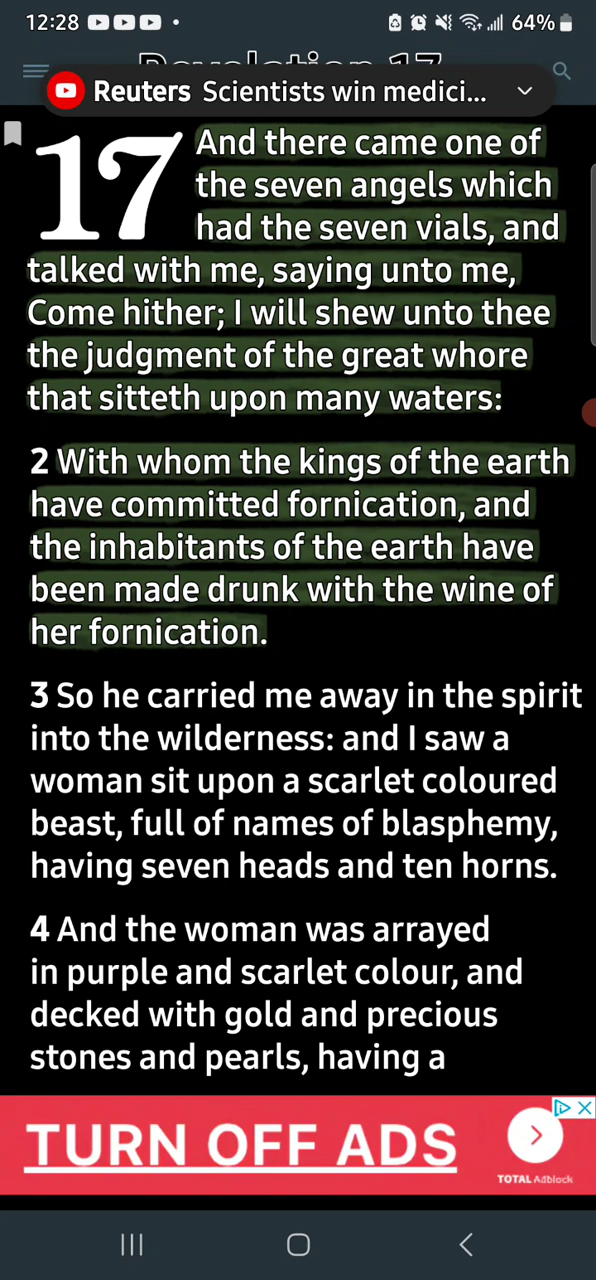 12:28
64%
Revelation 17
Reuters Scientists win medici...
17 And there came one of
the seven angels which
had the seven vials, and
talked with me, saying unto me,
Come hither; I will shew unto thee
the judgment of the great whore
that sitteth upon many waters:
2 With whom the kings of the earth
have committed fornication, and
the inhabitants of the earth have
been made drunk with the wine of
her fornication.
3 So he carried me away in the spirit
into the wilderness: and I saw a
woman sit upon a scarlet coloured
beast, full of names of blasphemy,
having seven heads and ten horns.
4 And the woman was arrayed
in purple and scarlet colour, and
decked with gold and precious
stones and pearls, having a
TURN OFF ADS
TOTAL Adblock